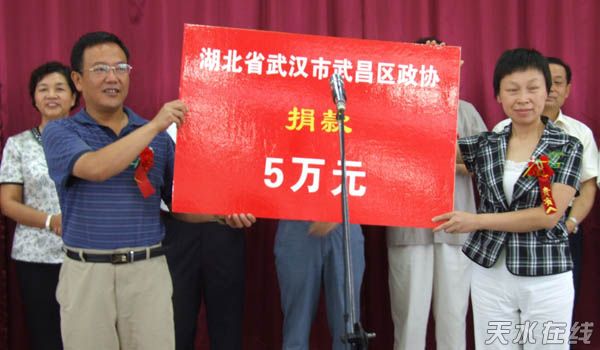 湖北省武汉市武昌区政协
捐款
5万元
天水在线